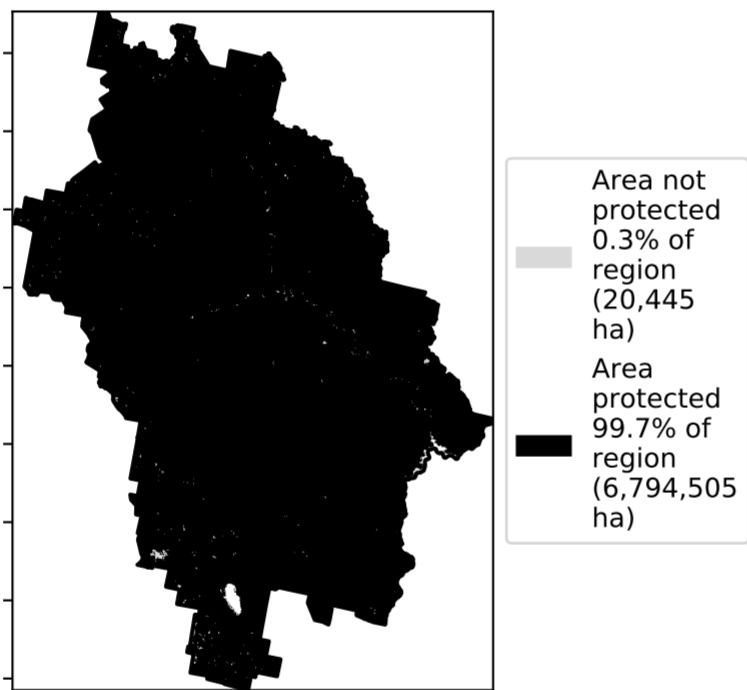 Area not
protected
0.3% of
region
(20,445
ha)
Area
protected
99.7% of
region
(6,794,505
ha)